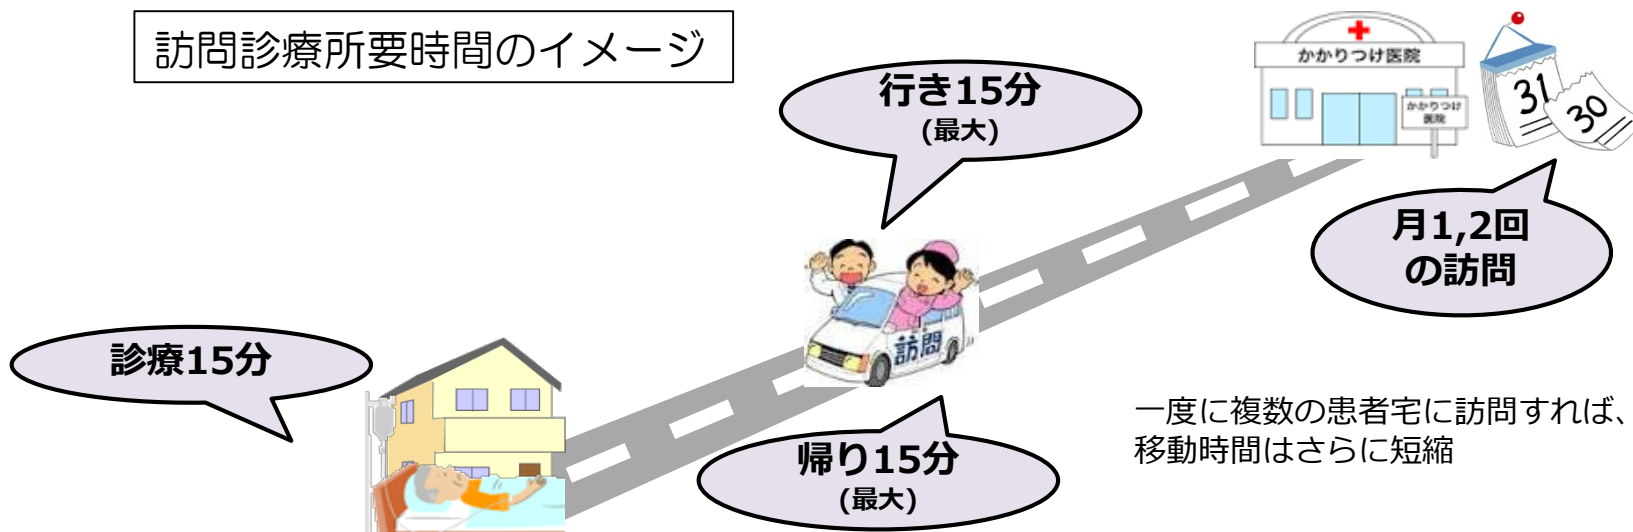 訪問診療所要時間のイメージ
行き15分
(最大)
かかりつけ医院
かかりつけ
医院
31
30
月1,2回
の訪問
訪問
診療15分
帰り15分
(最大)
一度に複数の患者宅に訪問すれば、
移動時間はさらに短縮